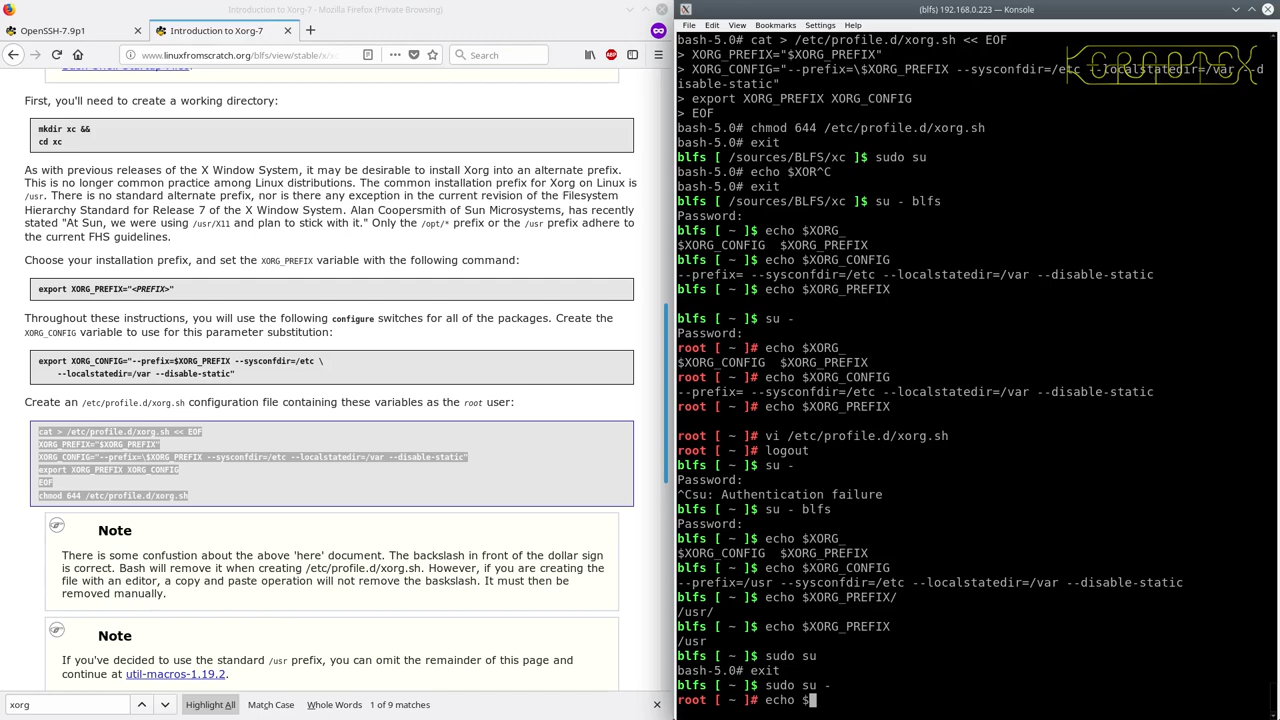 Introduction to Xorg-7 - Mozilla Firefox (Private Browsing)
OpenSSH-7.9p1
Introduction to Xorg-7
www.linuxfromscratch.org/blfs/view/stable/x/
Search
Bash Shell Startup Files.
First, you'll need to create a working directory:
mkdir xc &&
cd xc
As with previous releases of the X Window System, it may be desirable to install Xorg into an alternate prefix.
This is no longer common practice among Linux distributions. The common installation prefix for Xorg on Linux is
/usr. There is no standard alternate prefix, nor is there any exception in the current revision of the Filesystem
Hierarchy Standard for Release 7 of the X Window System. Alan Coopersmith of Sun Microsystems, has recently
stated "At Sun, we were using /usr/X11 and plan to stick with it." Only the /opt/* prefix or the /usr prefix adhere to
the current FHS guidelines.
Choose your installation prefix, and set the XORG_PREFIX variable with the following command:
export XORG_PREFIX="<PREFIX>"
Throughout these instructions, you will use the following configure switches for all of the packages. Create the
XORG_CONFIG variable to use for this parameter substitution:
export XORG_CONFIG="--prefix=$XORG_PREFIX --sysconfdir=/etc \
--localstatedir=/var --disable-static"
Create an /etc/profile.d/xorg.sh configuration file containing these variables as the root user:
cat > /etc/profile.d/xorg.sh << EOF
XORG_PREFIX="$XORG_PREFIX"
XORG_CONFIG="--prefix=\$XORG_PREFIX --sysconfdir=/etc --localstatedir=/var --disable-static"
export XORG_PREFIX XORG_CONFIG
EOF
chmod 644 /etc/profile.d/xorg.sh
Note
There is some confustion about the above 'here' document. The backslash in front of the dollar sign
is correct. Bash will remove it when creating /etc/profile.d/xorg.sh. However, if you are creating the
file with an editor, a copy and paste operation will not remove the backslash. It must then be
removed manually.
Note
If you've decided to use the standard /usr prefix, you can omit the remainder of this page and
continue at util-macros-1.19.2.
xorg
Highlight All
Match Case
Whole Words
1 of 9 matches
(blfs) 192.168.0.223 — Konsole
File Edit View Bookmarks Settings Help
bash-5.0# cat > /etc/profile.d/xorg.sh << EOF
> XORG_PREFIX="$XORG_PREFIX"
> XORG_CONFIG="--prefix=\$XORG_PREFIX --sysconfdir=/etc --localstatedir=/var --d
isable-static"
> export XORG_PREFIX XORG_CONFIG
> EOF
bash-5.0# chmod 644 /etc/profile.d/xorg.sh
bash-5.0# exit
blfs [ /sources/BLFS/xc ]$ sudo su
bash-5.0# echo $XOR^C
bash-5.0# exit
blfs [ /sources/BLFS/xc ]$ su - blfs
Password:
blfs [ ~ ]$ echo $XORG_
$XORG_CONFIG  $XORG_PREFIX
blfs [ ~ ]$ echo $XORG_CONFIG
--prefix= --sysconfdir=/etc --localstatedir=/var --disable-static
blfs [ ~ ]$ echo $XORG_PREFIX
blfs [ ~ ]$ su -
Password:
root [ ~ ]# echo $XORG_
$XORG_CONFIG  $XORG_PREFIX
root [ ~ ]# echo $XORG_CONFIG
--prefix= --sysconfdir=/etc --localstatedir=/var --disable-static
root [ ~ ]# echo $XORG_PREFIX
root [ ~ ]# vi /etc/profile.d/xorg.sh
root [ ~ ]# logout
blfs [ ~ ]$ su -
Password:
^Csu: Authentication failure
blfs [ ~ ]$ su - blfs
Password:
blfs [ ~ ]$ echo $XORG_
$XORG_CONFIG  $XORG_PREFIX
blfs [ ~ ]$ echo $XORG_CONFIG
--prefix=/usr --sysconfdir=/etc --localstatedir=/var --disable-static
blfs [ ~ ]$ echo $XORG_PREFIX/
/usr/
blfs [ ~ ]$ echo $XORG_PREFIX
/usr
blfs [ ~ ]$ sudo su
bash-5.0# exit
blfs [ ~ ]$ sudo su -
root [ ~ ]# echo $